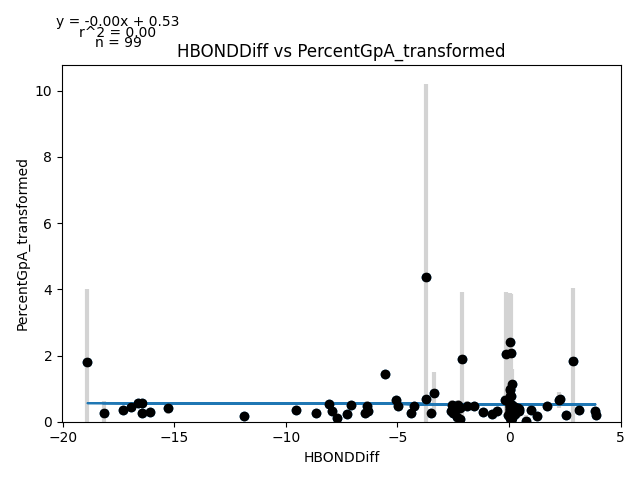 y = -0.00x + 0.53
r^2 = 0.00
n = 99
HBONDDiff vs PercentGpA_transformed
PercentGpA_transformed
10
8
6
4
2
0
−20
−15
−10
−5
0
HBONDDiff
5